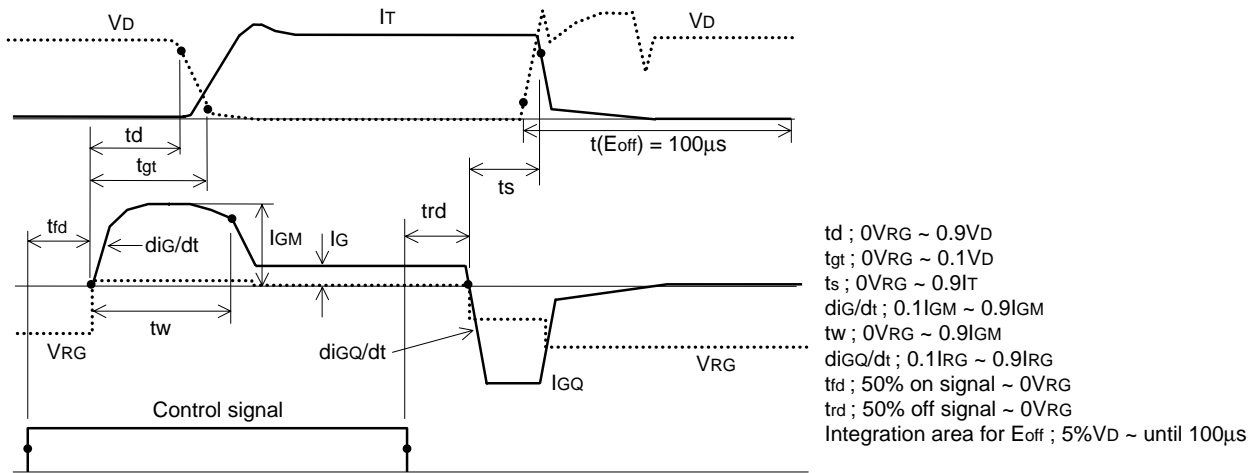 VD
IT
VD
td
tgt
ts
t(Eoff) = 100μs
tfd
diG/dt
IGM
IG
trd
tw
VRG
diGQ/dt
IGQ
VRG
Control signal
td ; 0VRG ~ 0.9VD
tgt ; 0VRG ~ 0.1VD
ts ; 0VRG ~ 0.9IT
diG/dt ; 0.1IGM ~ 0.9IGM
tw ; 0VRG ~ 0.9IGM
diGQ/dt ; 0.1IRG ~ 0.9IRG
tfd ; 50% on signal ~ 0VRG
trd ; 50% off signal ~ 0VRG
Integration area for Eoff ; 5%VD ~ until 100μs